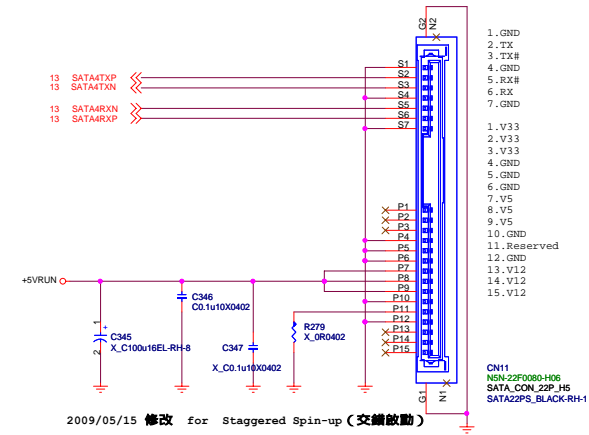 G2
N2
1.GND
2.TX
3.TX#
4.GND
5.RX#
6.RX
7.GND
1.V33
2.V33
3.V33
4.GND
5.GND
6.GND
7.V5
8.V5
9.V5
10.GND
11.Reserved
12.GND
13.V12
14.V12
15.V12
S1
S2
S3
S4
S5
S6
S7
13 SATA4TXP
13 SATA4TXN
13 SATA4RXN
13 SATA4RXP
P1
P2
P3
P4
P5
P6
P7
P8
P9
P10
P11
P12
P13
P14
P15
+5VRUN
C346
C0.1u10X0402
1
+
2
C345
X_C100u16EL-RH-8
C347
X_C0.1u10X0402
R279
X_0R0402
G1
N1
CN11
N5N-22F0080-H06
SATA_CON_22P_H5
SATA22PS_BLACK-RH-1
2009/05/15 修改 for Staggered Spin-up(交錯啟動)